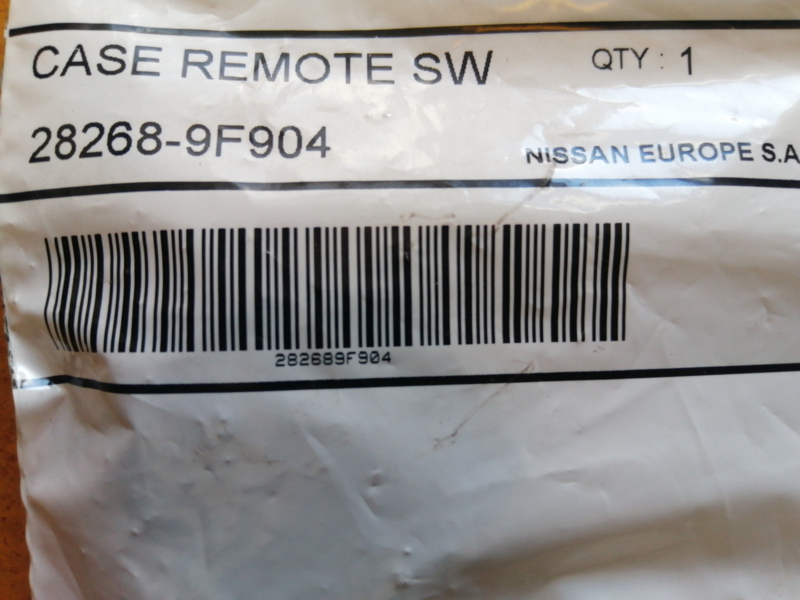 CASE REMOTE SW QTY : 1
28268-9F904
NISSAN EUROPE S.A
282689F904